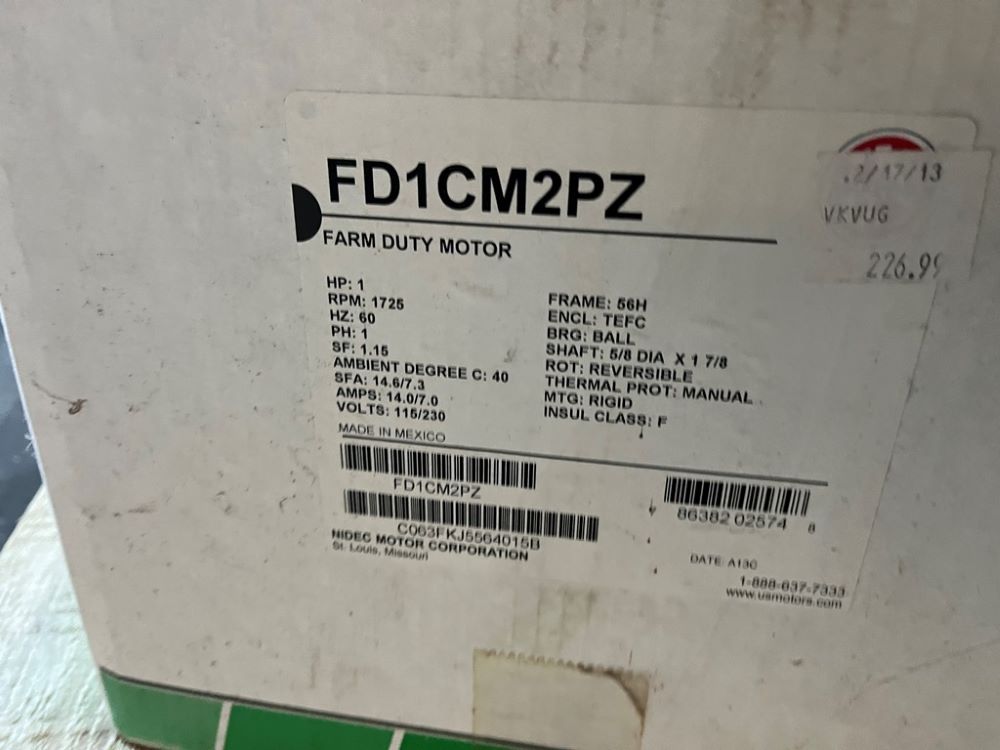 FD1CM2PZ
.2/17/13
VKVUG
226.99
FARM DUTY MOTOR
HP: 1
RPM: 1725
HZ: 60
PH: 1
SF: 1.15
AMBIENT DEGREE C: 40
SFA: 14.6/7.3
AMPS: 14.0/7.0
VOLTS: 115/230
FRAME: 56H
ENCL: TEFC
BRG: BALL
SHAFT: 5/8 DIA X 1 7/8
ROT: REVERSIBLE
THERMAL PROT: MANUAL
MTG: RIGID
INSUL CLASS: F
MADE IN MEXICO
FD1CM2PZ
C063FKJ5564015B
NIDEC MOTOR CORPORATION
St. Louis, Missouri
86382 02574 8
DATE: A13C
1-888-637-7333
www.usmotors.com